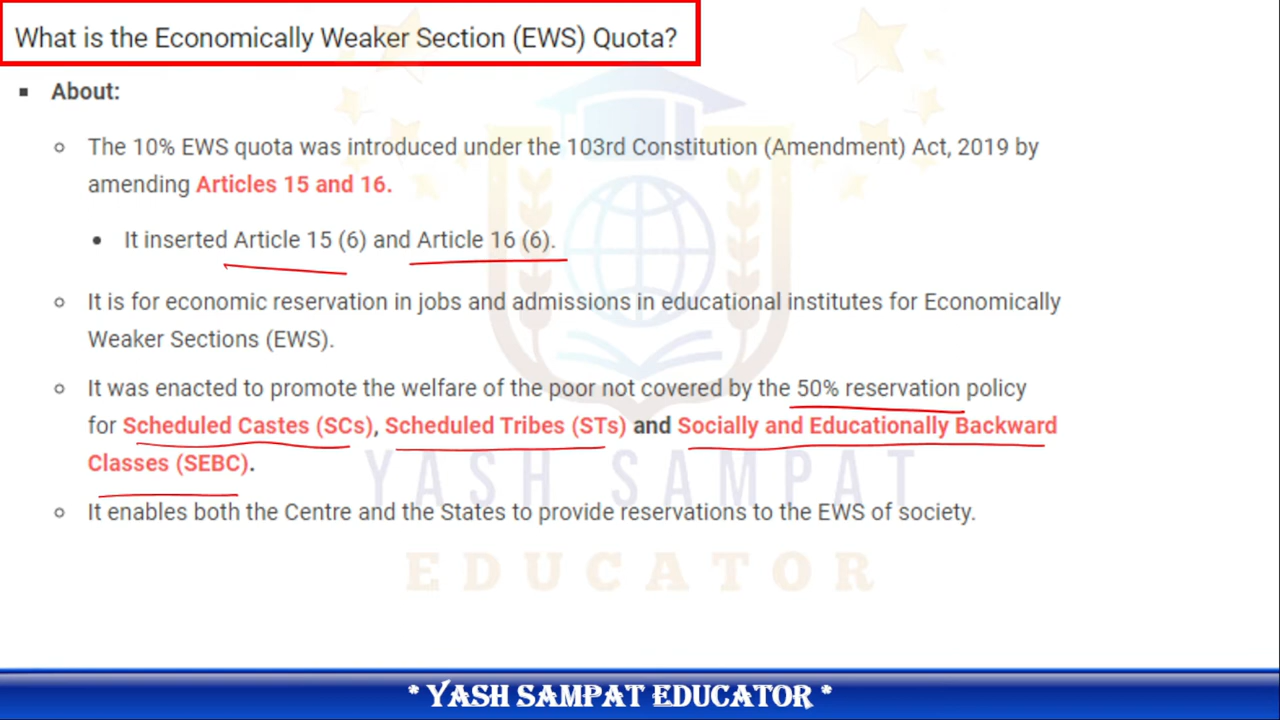 What is the Economically Weaker Section (EWS) Quota?
▪ About:
○ The 10% EWS quota was introduced under the 103rd Constitution (Amendment) Act, 2019 by
amending Articles 15 and 16.
• It inserted Article 15 (6) and Article 16 (6).
○ It is for economic reservation in jobs and admissions in educational institutes for Economically
Weaker Sections (EWS).
○ It was enacted to promote the welfare of the poor not covered by the 50% reservation policy
for Scheduled Castes (SCs), Scheduled Tribes (STs) and Socially and Educationally Backward
Classes (SEBC).
YASH SAMPAT
○ It enables both the Centre and the States to provide reservations to the EWS of society.
EDUCATOR
* YASH SAMPAT EDUCATOR *